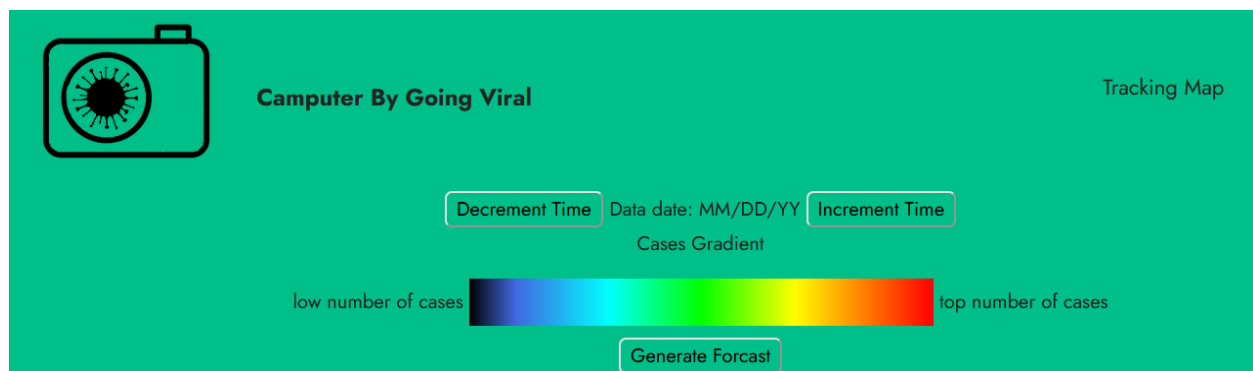 Camputer By Going Viral
Tracking Map
Decrement Time Data date: MM/DD/YY Increment Time
Cases Gradient
low number of cases top number of cases
Generate Forcast